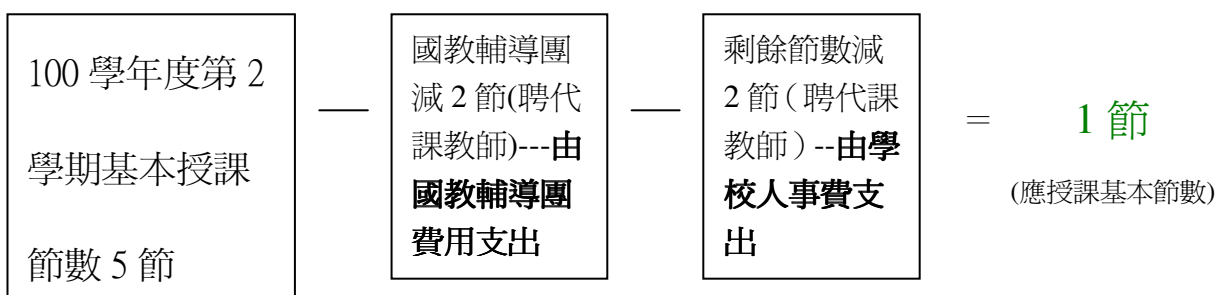 100 學年度第 2
學期基本授課
節數 5 節
—
國教輔導團
減 2 節(聘代
課教師)---由
國教輔導團
費用支出
—
剩餘節數減
2 節（聘代課
教師）--由學
校人事費支
出
=
1 節
(應授課基本節數)